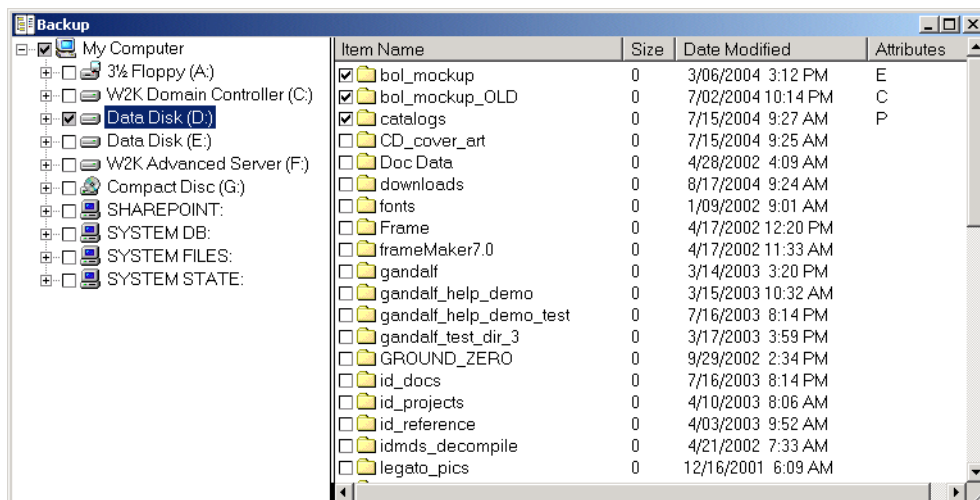 Backup
My Computer
3½ Floppy (A:)
W2K Domain Controller (C:)
Data Disk (D:)
Data Disk (E:)
W2K Advanced Server (F:)
Compact Disc (G:)
SHAREPOINT:
SYSTEM DB:
SYSTEM FILES:
SYSTEM STATE:
Item Name Size Date Modified Attributes
bol_mockup 0 3/06/2004 3:12 PM E
bol_mockup_OLD 0 7/02/2004 10:14 PM C
catalogs 0 7/15/2004 9:27 AM P
CD_cover_art 0 7/15/2004 9:25 AM
Doc Data 0 4/28/2002 4:09 AM
downloads 0 8/17/2004 9:24 AM
fonts 0 1/09/2002 9:01 AM
Frame 0 4/17/2002 12:20 PM
frameMaker7.0 0 4/17/2002 11:33 AM
gandalf 0 3/14/2003 3:20 PM
gandalf_help_demo 0 3/15/2003 10:32 AM
gandalf_help_demo_test 0 7/16/2003 8:14 PM
gandalf_test_dir_3 0 3/17/2003 3:59 PM
GROUND_ZERO 0 9/29/2002 2:34 PM
id_docs 0 7/16/2003 8:14 PM
id_projects 0 4/10/2003 8:06 AM
id_reference 0 4/03/2003 9:52 AM
idmds_decompile 0 4/21/2002 7:33 AM
legato_pics 0 12/16/2001 6:09 AM